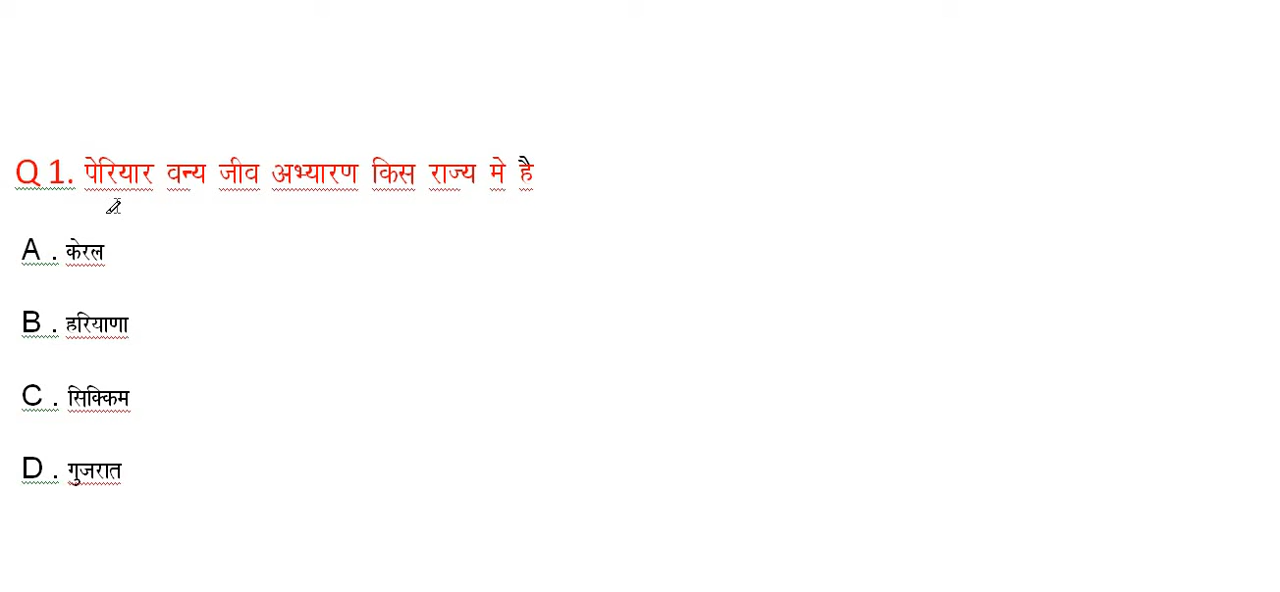 Q 1. पेरियार वन्य जीव अभ्यारण किस राज्य मे है
A . केरल
B . हरियाणा
C . सिक्किम
D . गुजरात